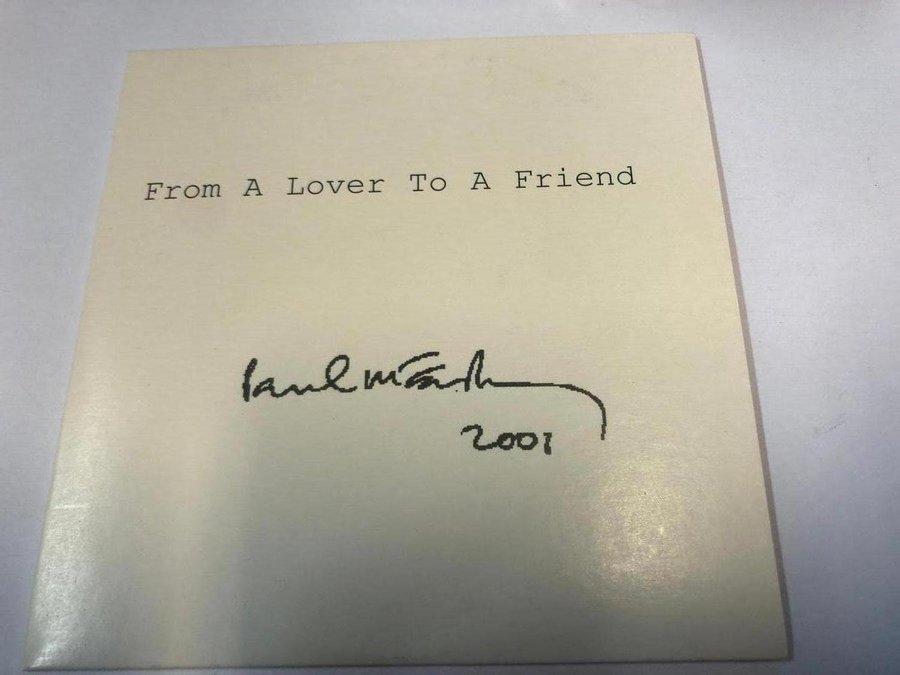 From A Lover To A Friend
Paul McCartney
2001